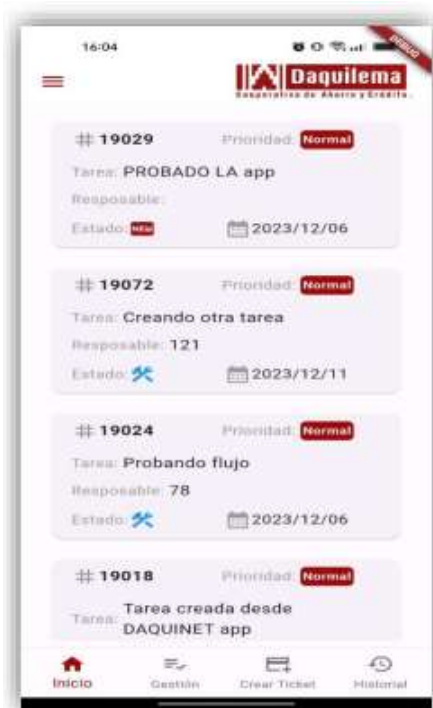 16:04
DEBUG
Daquilema
Cooperativa de Ahorro y Crédito.
# 19029 Prioridad: Normal
Tarea: PROBADO LA app
Resposable:
Estado: NEW 2023/12/06
# 19072 Prioridad: Normal
Tarea: Creando otra tarea
Resposable: 121
Estado: 2023/12/11
# 19024 Prioridad: Normal
Tarea: Probando flujo
Resposable: 78
Estado: 2023/12/06
# 19018 Prioridad: Normal
Tarea: Tarea creada desde
DAQUINET app
Inicio Gestión Crear Ticket Historial